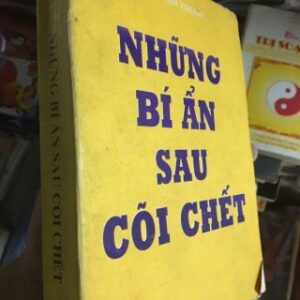 NHỮNG
BÍ ẨN
SAU
CÕI CHẾT
NHỮNG BÍ ẨN SAU CÕI CHẾT